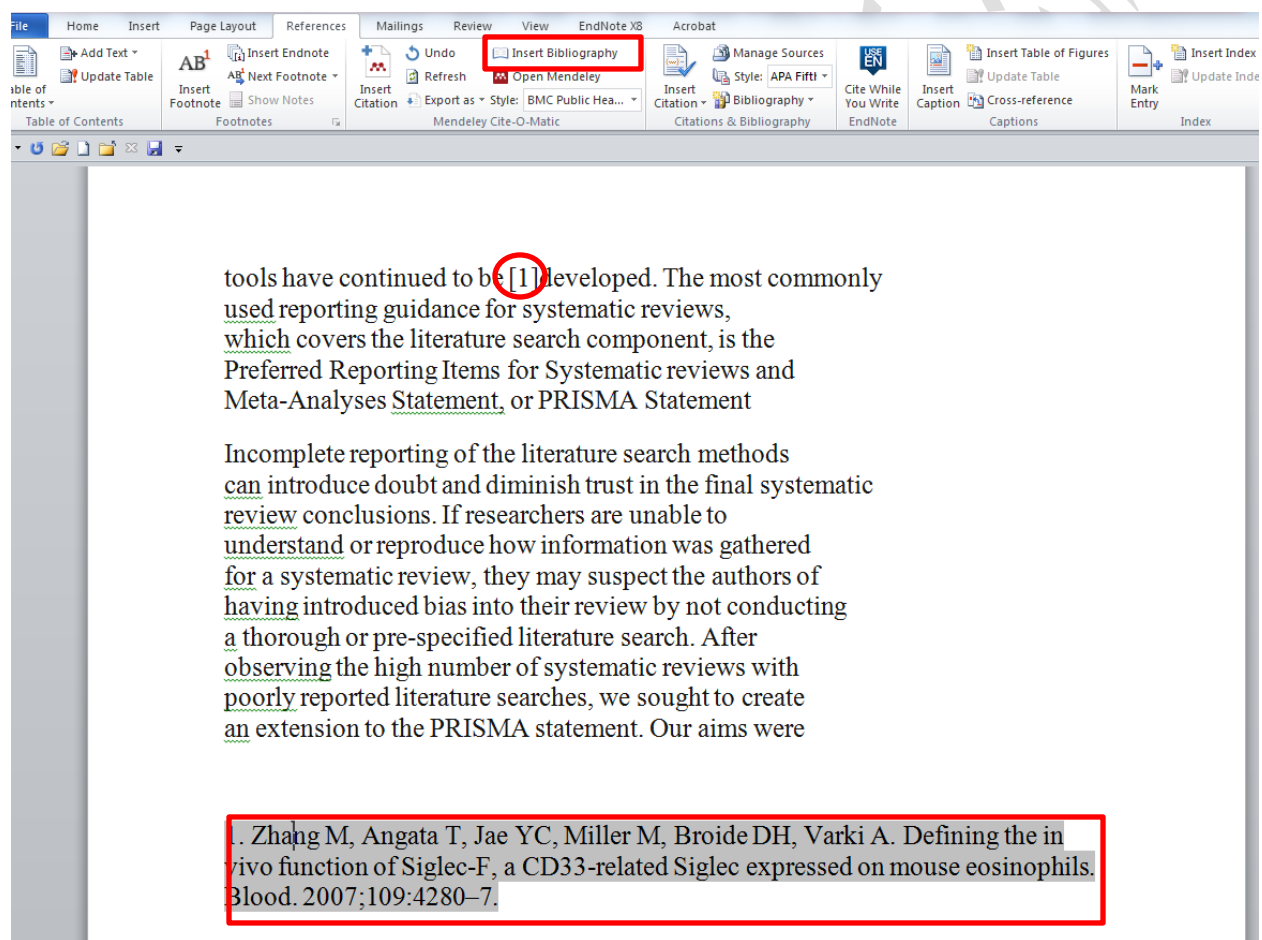 File Home Insert Page Layout References Mailings Review View EndNote X8 Acrobat
Add Text AB1 Insert Endnote Undo Insert Bibliography Manage Sources Insert Table of Figures Insert Index
Update Table AB1 Next Footnote Refresh Open Mendeley Style: APA Fifth Update Table Update Inde
able of Insert Show Notes Insert Export as Style: BMC Public Hea... Insert Bibliography Cite While Insert Cross-reference Mark
ntents Footnote Citation Citation You Write Caption Entry
Table of Contents Footnotes Mendeley Cite-O-Matic Citations & Bibliography EndNote Captions Index
tools have continued to be [1]developed. The most commonly
used reporting guidance for systematic reviews,
which covers the literature search component, is the
Preferred Reporting Items for Systematic reviews and
Meta-Analyses Statement, or PRISMA Statement
Incomplete reporting of the literature search methods
can introduce doubt and diminish trust in the final systematic
review conclusions. If researchers are unable to
understand or reproduce how information was gathered
for a systematic review, they may suspect the authors of
having introduced bias into their review by not conducting
a thorough or pre-specified literature search. After
observing the high number of systematic reviews with
poorly reported literature searches, we sought to create
an extension to the PRISMA statement. Our aims were
1. Zhang M, Angata T, Jae YC, Miller M, Broide DH, Varki A. Defining the in
vivo function of Siglec-F, a CD33-related Siglec expressed on mouse eosinophils.
Blood. 2007;109:4280–7.